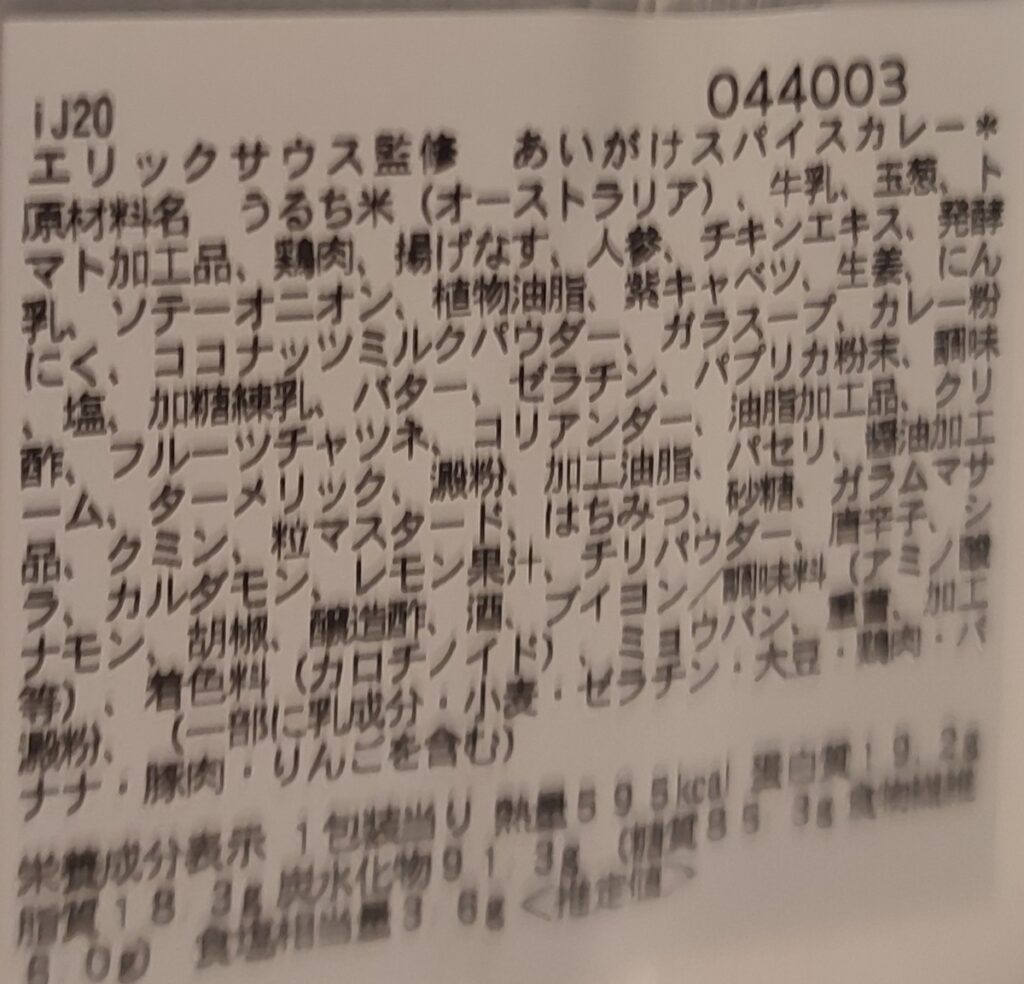 iJ20 044003
エリックサウス監修 あいがけスパイスカレー*
原材料名 うるち米(オーストラリア)、牛乳、玉葱、ト
マト加工品、鶏肉、揚げなす、人参、チキンエキス、発酵
乳、ソテーオニオン、植物油脂、紫キャベツ、生姜、にん
にく、ココナッツミルクパウダー、ガラスープ、カレー粉
、塩、加糖練乳、バター、ゼラチン、パプリカ粉末、調味
酢、フルーツチャツネ、コリアンダー、油脂加工品、クリ
ーム、ターメリック、澱粉、加工油脂、パセリ、醤油加工
品、クミン、粒マスタード、はちみつ、砂糖、ガラムマサ
ラ、カルダモン、レモン果汁、チリパウダー、唐辛子、シ
ナモン、胡椒、醸造酢、酒、ブイヨン/調味料(アミノ酸
等)、着色料(カロチノイド)、ミョウバン、重曹、加工
澱粉、(一部に乳成分・小麦・ゼラチン・大豆・鶏肉・バ
ナナ・豚肉・りんごを含む)
栄養成分表示 1包装当り 熱量595kcal 蛋白質19.2g
脂質18.3g 炭水化物91.3g (糖質85.3g 食物繊維
6.0g) 食塩相当量3.6g <推定値>